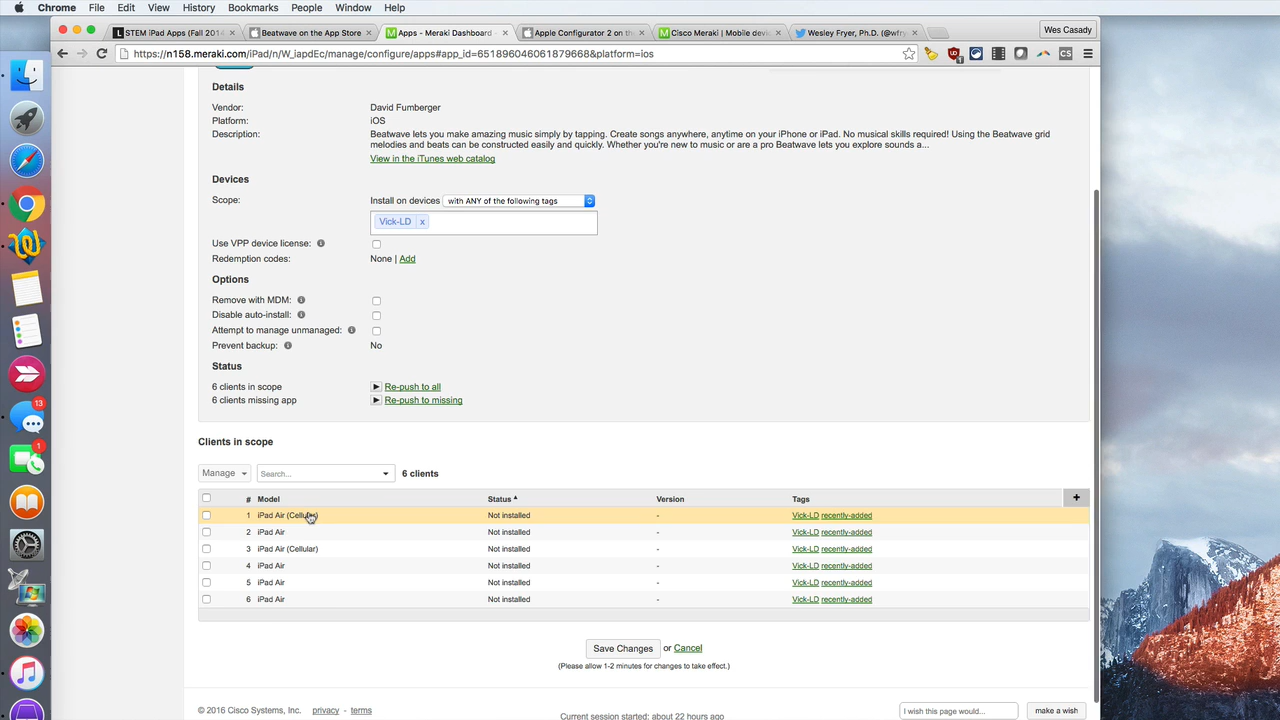 Chrome File Edit View History Bookmarks People Window Help
STEM iPad Apps (Fall 2014 Beatwave on the App Store Apps - Meraki Dashboard Apple Configurator 2 on the Cisco Meraki | Mobile devi Wesley Fryer, Ph.D. (@wfry Wes Casady
https://n158.meraki.com/iPad/n/W_iapdEc/manage/configure/apps#app_id=651896046061879668&platform=ios
Details
Vendor: David Fumberger
Platform: iOS
Description: Beatwave lets you make amazing music simply by tapping. Create songs anywhere, anytime on your iPhone or iPad. No musical skills required! Using the Beatwave grid
melodies and beats can be constructed easily and quickly. Whether you're new to music or are a pro Beatwave lets you explore sounds a...
View in the iTunes web catalog
Devices
Scope: Install on devices with ANY of the following tags
Vick-LD x
Use VPP device license:
Redemption codes: None | Add
Options
Remove with MDM:
Disable auto-install:
Attempt to manage unmanaged:
Prevent backup: No
Status
6 clients in scope Re-push to all
6 clients missing app Re-push to missing
Clients in scope
Manage Search... 6 clients
# Model Status Version Tags +
1 iPad Air (Cellular) Not installed - Vick-LD recently-added
2 iPad Air Not installed - Vick-LD recently-added
3 iPad Air (Cellular) Not installed - Vick-LD recently-added
4 iPad Air Not installed - Vick-LD recently-added
5 iPad Air Not installed - Vick-LD recently-added
6 iPad Air Not installed - Vick-LD recently-added
Save Changes or Cancel
(Please allow 1-2 minutes for changes to take effect.)
© 2016 Cisco Systems, Inc. privacy - terms Current session started: about 22 hours ago I wish this page would... make a wish
13
1